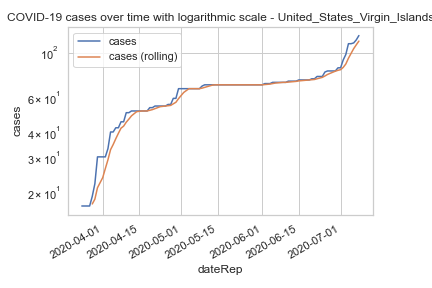 COVID-19 cases over time with logarithmic scale - United_States_Virgin_Islands
cases
cases (rolling)
10²
6 × 10¹
4 × 10¹
3 × 10¹
2 × 10¹
cases
2020-04-01
2020-04-15
2020-05-01
2020-05-15
2020-06-01
2020-06-15
2020-07-01
dateRep